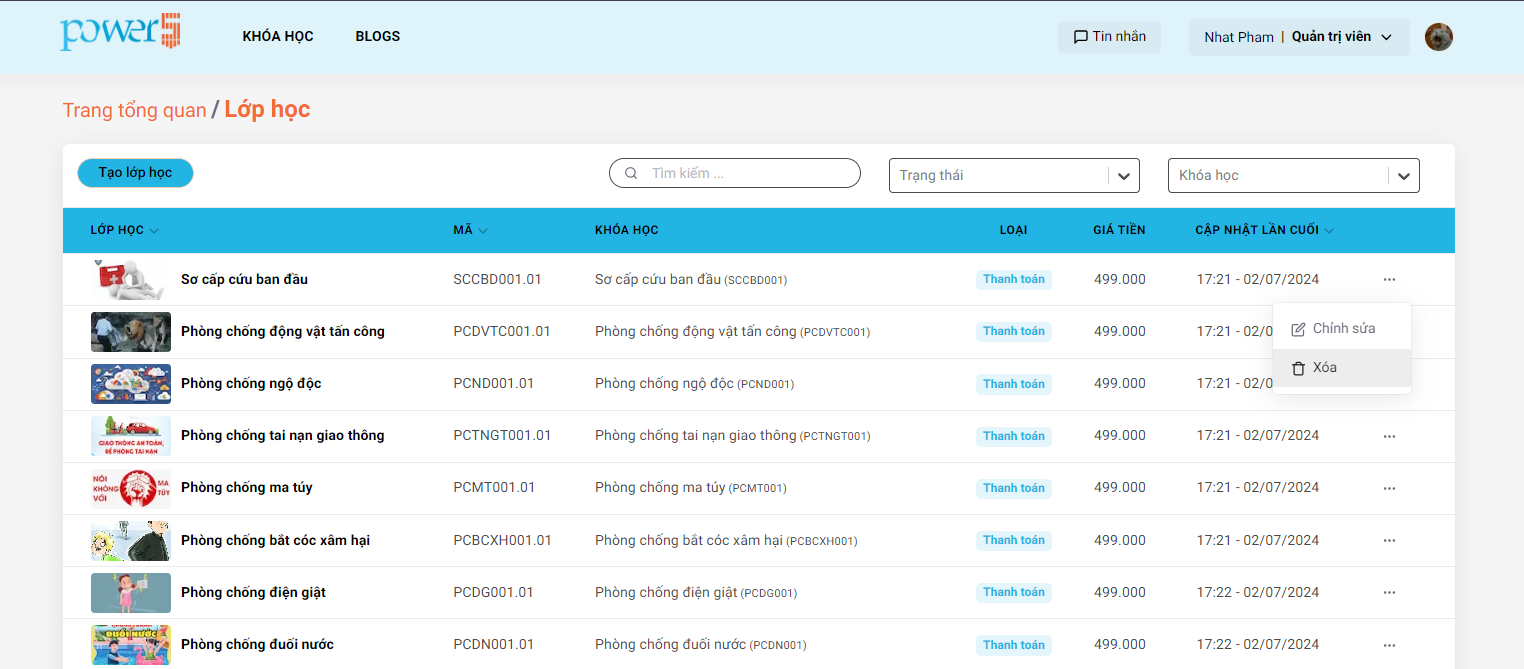 power5
KHÓA HỌC
BLOGS
Tin nhắn
Nhat Pham | Quản trị viên
Trang tổng quan / Lớp học
Tạo lớp học
Tìm kiếm ...
Trạng thái
Khóa học
LỚP HỌC MÃ KHÓA HỌC LOẠI GIÁ TIỀN CẬP NHẬT LẦN CUỐI
Sơ cấp cứu ban đầu SCCBD001.01 Sơ cấp cứu ban đầu (SCCBD001) Thanh toán 499.000 17:21 - 02/07/2024 ...
Phòng chống động vật tấn công PCDVTC001.01 Phòng chống động vật tấn công (PCDVTC001) Thanh toán 499.000 17:21 - 02/0
Chỉnh sửa
Xóa
Phòng chống ngộ độc PCND001.01 Phòng chống ngộ độc (PCND001) Thanh toán 499.000 17:21 - 02/0
GIAO THÔNG AN TOÀN,
ĐỀ PHÒNG TAI NẠN
Phòng chống tai nạn giao thông PCTNGT001.01 Phòng chống tai nạn giao thông (PCTNGT001) Thanh toán 499.000 17:21 - 02/07/2024 ...
NÓI
KHÔNG
VỚI
MA
TÚY
Phòng chống ma túy PCMT001.01 Phòng chống ma túy (PCMT001) Thanh toán 499.000 17:21 - 02/07/2024 ...
Phòng chống bắt cóc xâm hại PCBCXH001.01 Phòng chống bắt cóc xâm hại (PCBCXH001) Thanh toán 499.000 17:21 - 02/07/2024 ...
Phòng chống điện giật PCDG001.01 Phòng chống điện giật (PCDG001) Thanh toán 499.000 17:22 - 02/07/2024 ...
ĐUỐI NƯỚC
Phòng chống đuối nước PCDN001.01 Phòng chống đuối nước (PCDN001) Thanh toán 499.000 17:22 - 02/07/2024 ...